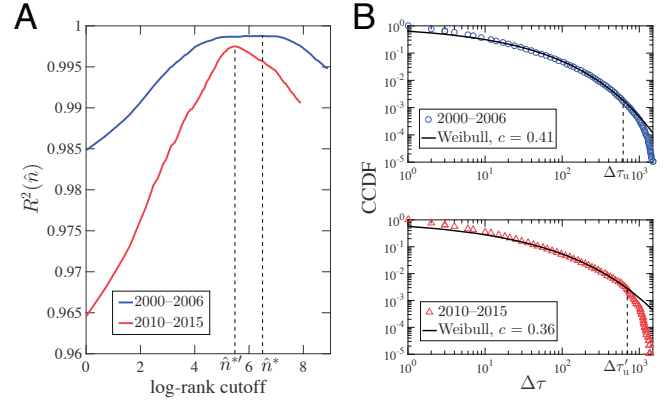 A
1
0.995
0.99
0.985
0.98
0.975
0.97
0.965
0.96
R²(n̂)
2000–2006
2010–2015
0 2 4 n̂*′ 6 n̂* 8
log-rank cutoff
B
CCDF
10⁰
10⁻¹
10⁻²
10⁻³
10⁻⁴
10⁻⁵
2000–2006
Weibull, c = 0.41
10⁰ 10¹ 10² Δτᵤ 10³
10⁰
10⁻¹
10⁻²
10⁻³
10⁻⁴
10⁻⁵
2010–2015
Weibull, c = 0.36
10⁰ 10¹ 10² Δτ′ᵤ 10³
Δτ